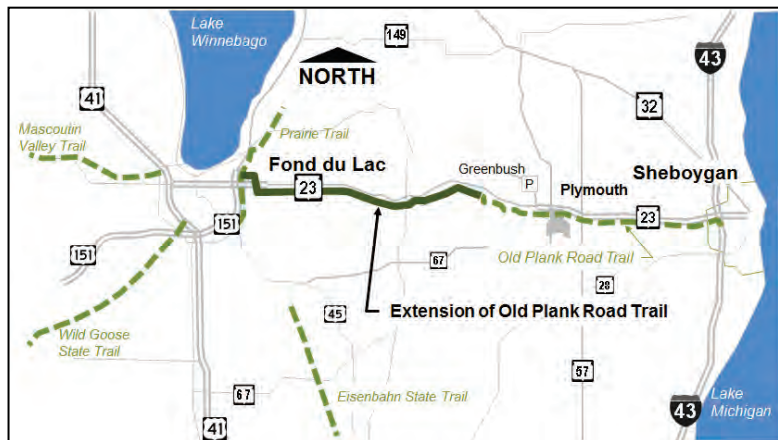 Lake
Winnebago
149
43
NORTH
41
32
Mascoutin
Valley Trail
Prairie Trail
Fond du Lac
Greenbush
P
Plymouth
Sheboygan
23
23
151
151
Old Plank Road Trail
67
28
Extension of Old Plank Road Trail
45
Wild Goose
State Trail
57
67
Eisenbahn State Trail
41
43
Lake
Michigan